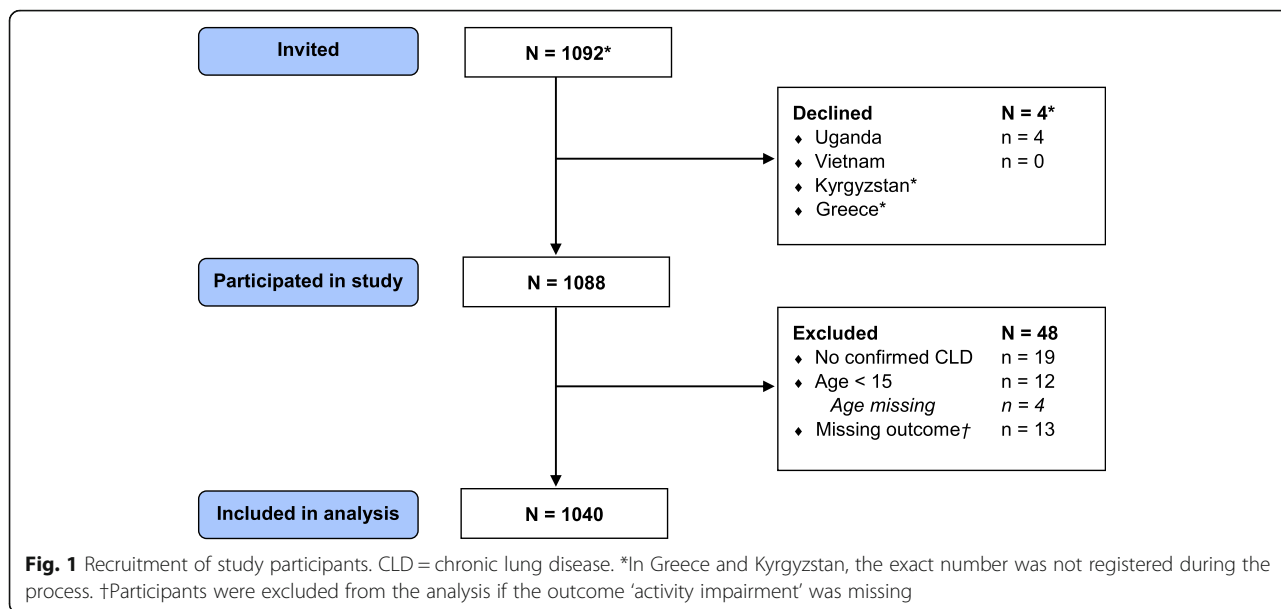 Invited
N = 1092*
Declined N = 4*
♦ Uganda n = 4
♦ Vietnam n = 0
♦ Kyrgyzstan*
♦ Greece*
Participated in study
N = 1088
Excluded N = 48
♦ No confirmed CLD n = 19
♦ Age < 15 n = 12
Age missing n = 4
♦ Missing outcome† n = 13
Included in analysis
N = 1040
Fig. 1 Recruitment of study participants. CLD = chronic lung disease. *In Greece and Kyrgyzstan, the exact number was not registered during the
process. †Participants were excluded from the analysis if the outcome ‘activity impairment’ was missing